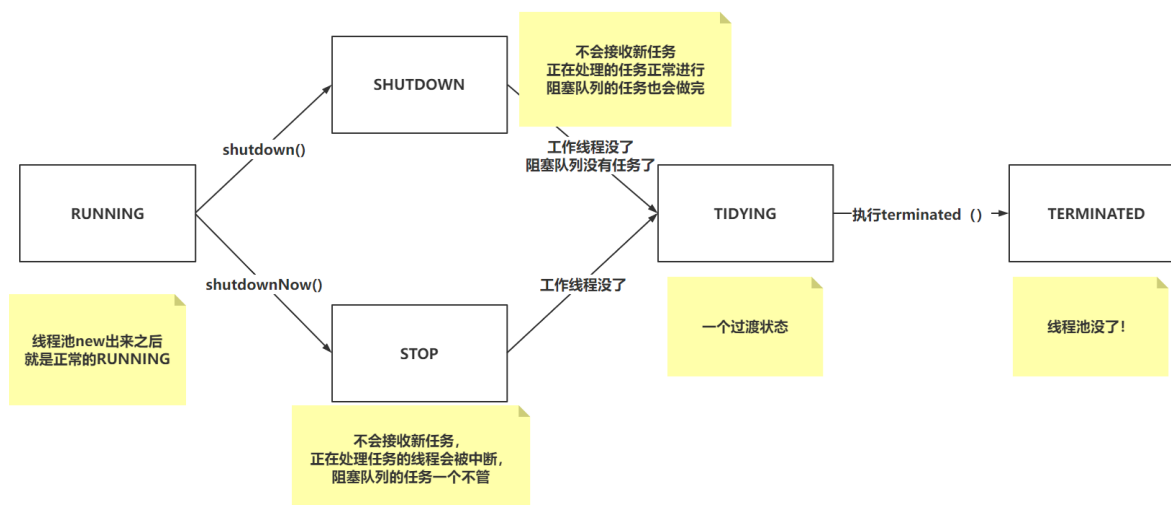 不会接收新任务
正在处理的任务正常进行
阻塞队列的任务也会做完
SHUTDOWN
shutdown()
工作线程没了
阻塞队列没有任务了
RUNNING
TIDYING
执行terminated（）
TERMINATED
shutdownNow()
工作线程没了
线程池new出来之后
就是正常的RUNNING
STOP
一个过渡状态
线程池没了！
不会接收新任务，
正在处理任务的线程会被中断，
阻塞队列的任务一个不管